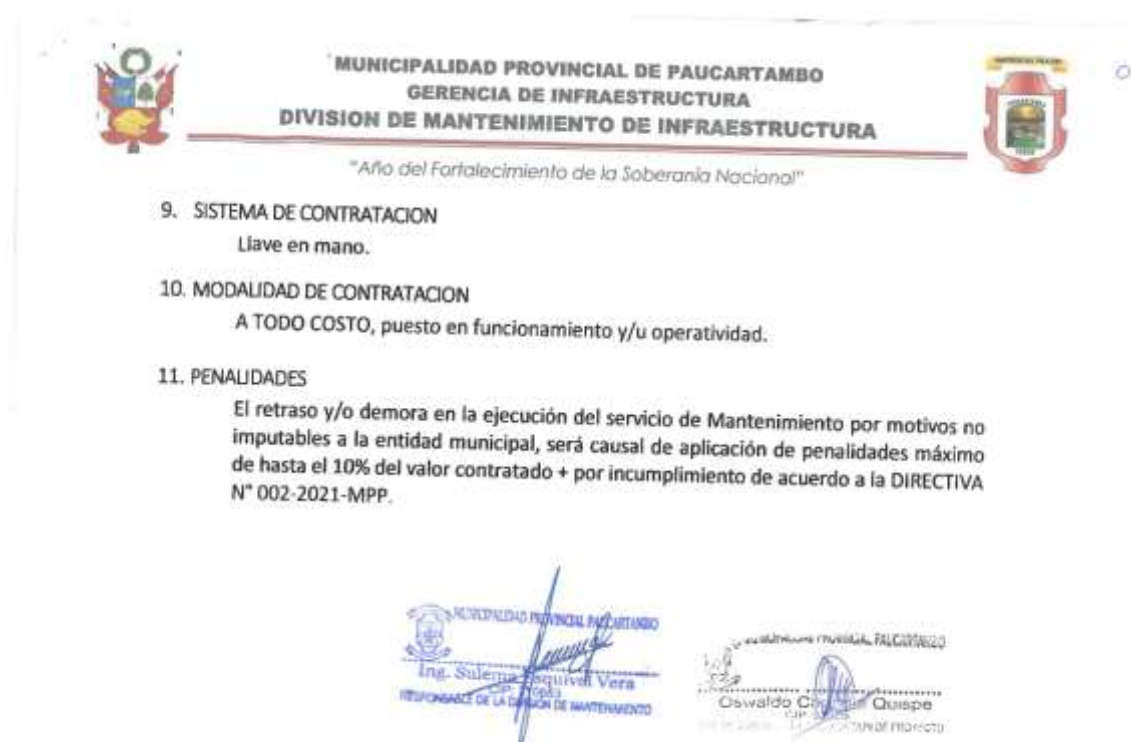 MUNICIPALIDAD PROVINCIAL DE PAUCARTAMBO
GERENCIA DE INFRAESTRUCTURA
DIVISION DE MANTENIMIENTO DE INFRAESTRUCTURA
"Año del Fortalecimiento de la Soberanía Nacional"
9. SISTEMA DE CONTRATACION
Llave en mano.
10. MODALIDAD DE CONTRATACION
A TODO COSTO, puesto en funcionamiento y/u operatividad.
11. PENALIDADES
El retraso y/o demora en la ejecución del servicio de Mantenimiento por motivos no
imputables a la entidad municipal, será causal de aplicación de penalidades máximo
de hasta el 10% del valor contratado + por incumplimiento de acuerdo a la DIRECTIVA
N° 002-2021-MPP.
MUNICIPALIDAD PROVINCIAL PAUCARTAMBO
Ing. Sulema Esquivel Vera
RESPONSABLE DE LA DIVISIÓN DE MANTENIMIENTO
PROVINCIAL PAUCARTAMBO
Oswaldo Quispe